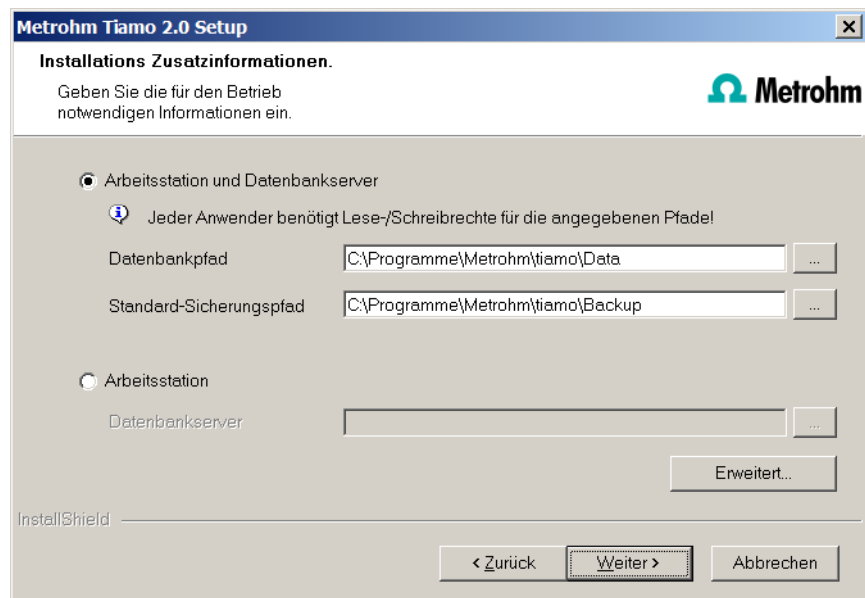 Metrohm Tiamo 2.0 Setup
Installations Zusatzinformationen.
Geben Sie die für den Betrieb
notwendigen Informationen ein.
Metrohm
Arbeitsstation und Datenbankserver
Jeder Anwender benötigt Lese-/Schreibrechte für die angegebenen Pfade!
Datenbankpfad
C:\Programme\Metrohm\tiamo\Data
...
Standard-Sicherungspfad
C:\Programme\Metrohm\tiamo\Backup
...
Arbeitsstation
Datenbankserver
...
Erweitert...
InstallShield
< Zurück
Weiter >
Abbrechen